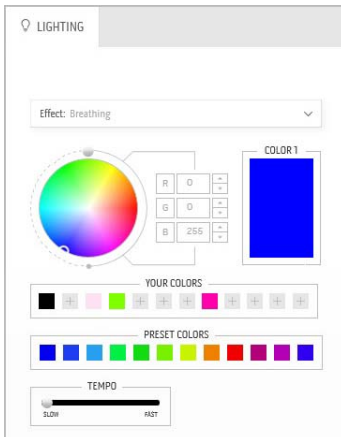 LIGHTING
Effect: Breathing
COLOR 1
R 0
G 0
B 255
YOUR COLORS
PRESET COLORS
TEMPO
SLOW FAST